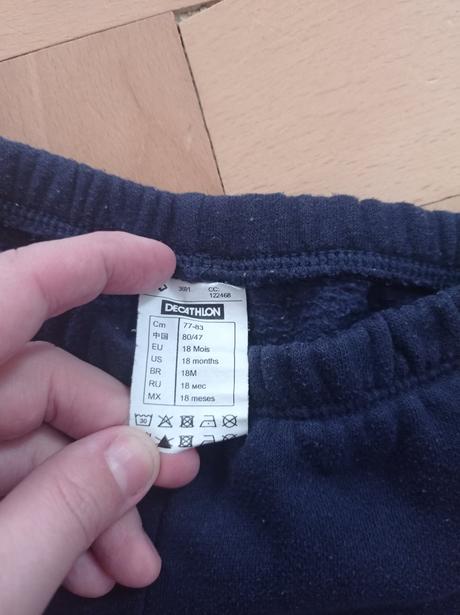 CC:
122468
DECATHLON
Cm 77-83
中国 80/47
EU 18 Mois
US 18 months
BR 18M
RU 18 мес
MX 18 meses
30